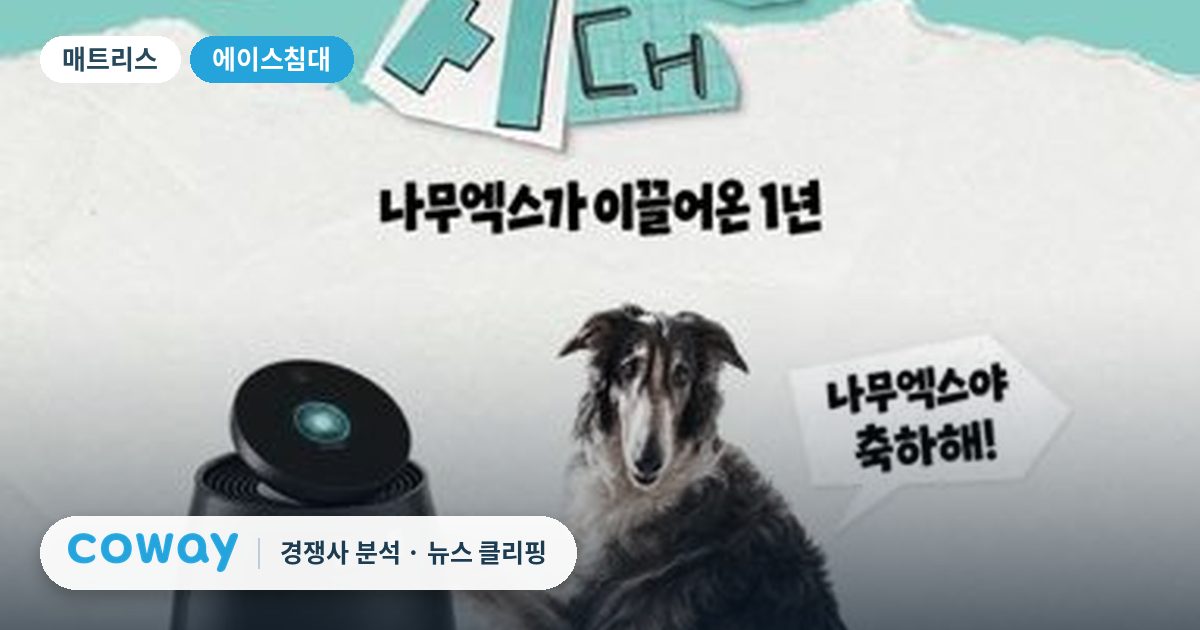 매트리스
에이스침대
대
나무엑스가 이끌어온 1년
나무엑스야
축하해!
coway
경쟁사 분석 · 뉴스 클리핑